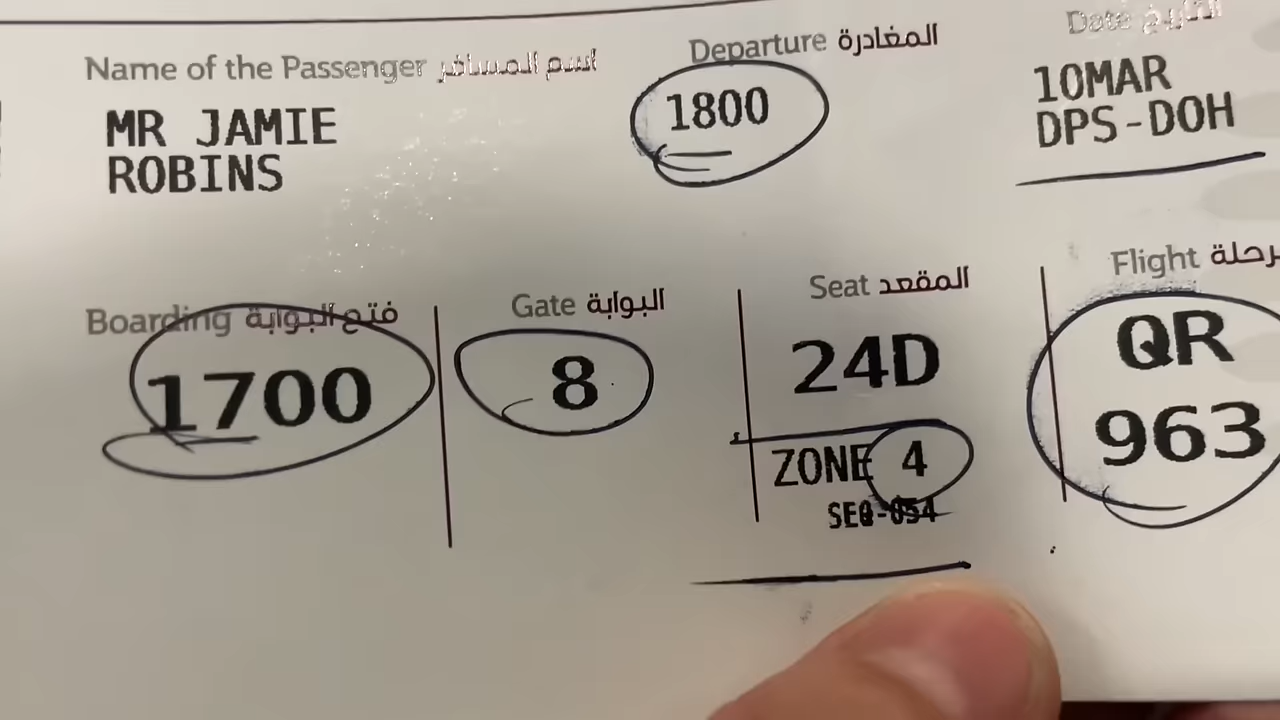 Name of the Passenger اسم المسافر
MR JAMIE
ROBINS
Departure المغادرة
1800
Date التاريخ
10MAR
DPS-DOH
Boarding فتح البوابة
1700
Gate البوابة
8
Seat المقعد
24D
ZONE 4
SEQ-054
Flight رحلة
QR
963